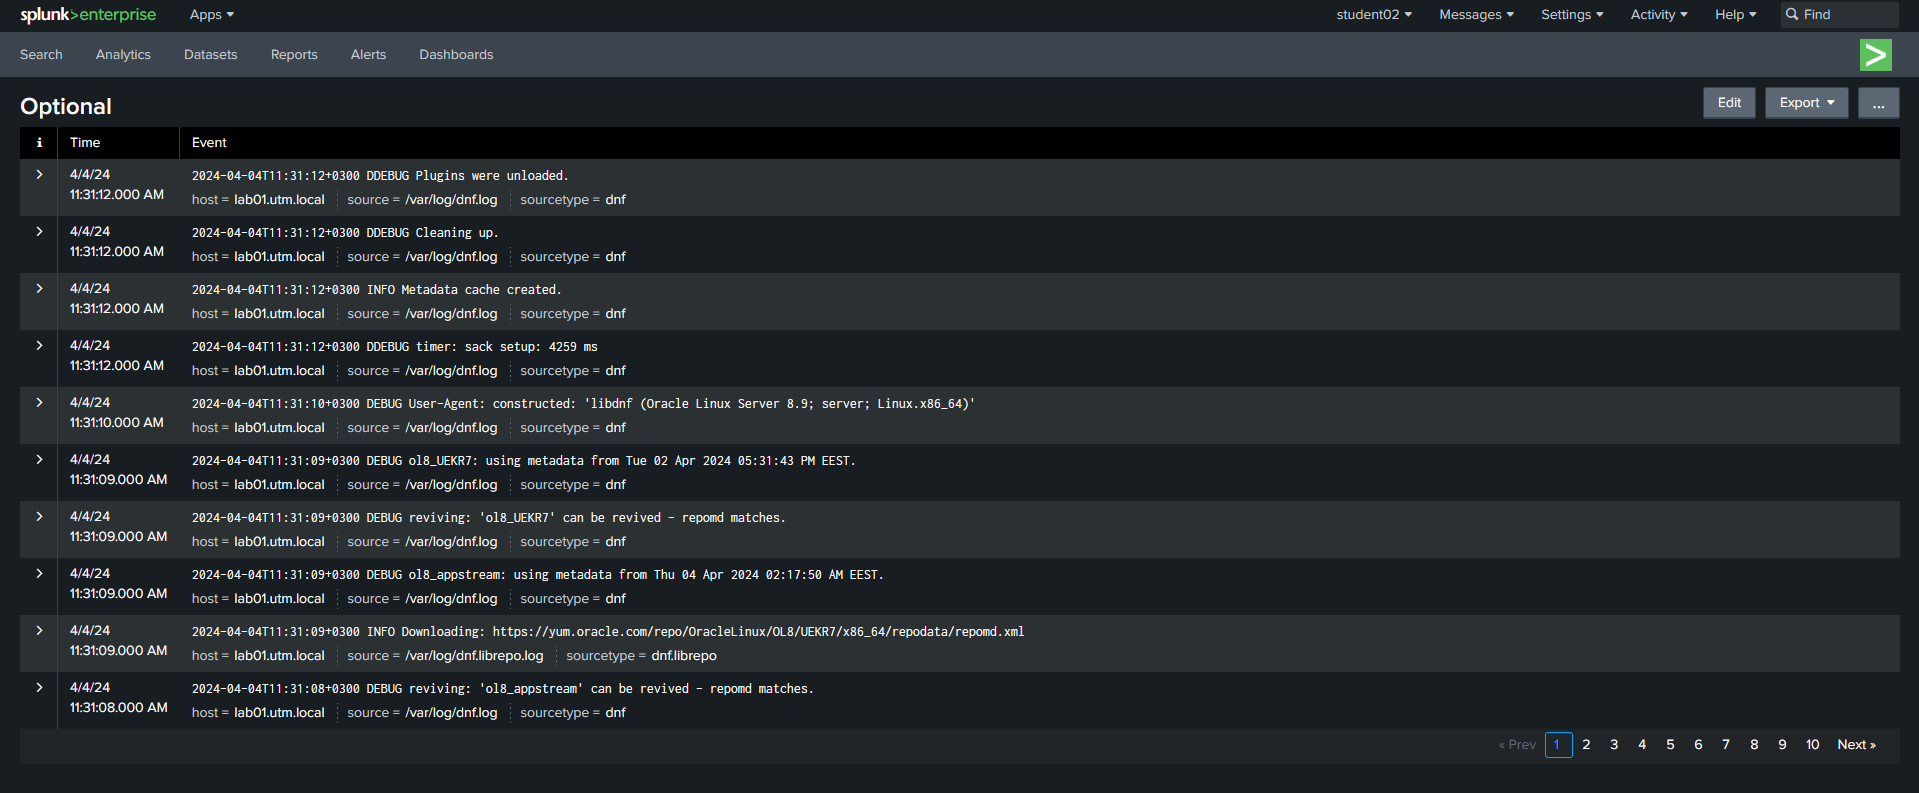 splunk>enterprise Apps student02 Messages Settings Activity Help Find
Search Analytics Datasets Reports Alerts Dashboards
Optional Edit Export ...
i Time Event
4/4/24 2024-04-04T11:31:12+0300 DDEBUG Plugins were unloaded.
11:31:12.000 AM host = lab01.utm.local source = /var/log/dnf.log sourcetype = dnf
4/4/24 2024-04-04T11:31:12+0300 DDEBUG Cleaning up.
11:31:12.000 AM host = lab01.utm.local source = /var/log/dnf.log sourcetype = dnf
4/4/24 2024-04-04T11:31:12+0300 INFO Metadata cache created.
11:31:12.000 AM host = lab01.utm.local source = /var/log/dnf.log sourcetype = dnf
4/4/24 2024-04-04T11:31:12+0300 DDEBUG timer: sack setup: 4259 ms
11:31:12.000 AM host = lab01.utm.local source = /var/log/dnf.log sourcetype = dnf
4/4/24 2024-04-04T11:31:10+0300 DEBUG User-Agent: constructed: 'libdnf (Oracle Linux Server 8.9; server; Linux.x86_64)'
11:31:10.000 AM host = lab01.utm.local source = /var/log/dnf.log sourcetype = dnf
4/4/24 2024-04-04T11:31:09+0300 DEBUG ol8_UEKR7: using metadata from Tue 02 Apr 2024 05:31:43 PM EEST.
11:31:09.000 AM host = lab01.utm.local source = /var/log/dnf.log sourcetype = dnf
4/4/24 2024-04-04T11:31:09+0300 DEBUG reviving: 'ol8_UEKR7' can be revived - repomd matches.
11:31:09.000 AM host = lab01.utm.local source = /var/log/dnf.log sourcetype = dnf
4/4/24 2024-04-04T11:31:09+0300 DEBUG ol8_appstream: using metadata from Thu 04 Apr 2024 02:17:50 AM EEST.
11:31:09.000 AM host = lab01.utm.local source = /var/log/dnf.log sourcetype = dnf
4/4/24 2024-04-04T11:31:09+0300 INFO Downloading: https://yum.oracle.com/repo/OracleLinux/OL8/UEKR7/x86_64/repodata/repomd.xml
11:31:09.000 AM host = lab01.utm.local source = /var/log/dnf.librepo.log sourcetype = dnf.librepo
4/4/24 2024-04-04T11:31:08+0300 DEBUG reviving: 'ol8_appstream' can be revived - repomd matches.
11:31:08.000 AM host = lab01.utm.local source = /var/log/dnf.log sourcetype = dnf
« Prev 1 2 3 4 5 6 7 8 9 10 Next »